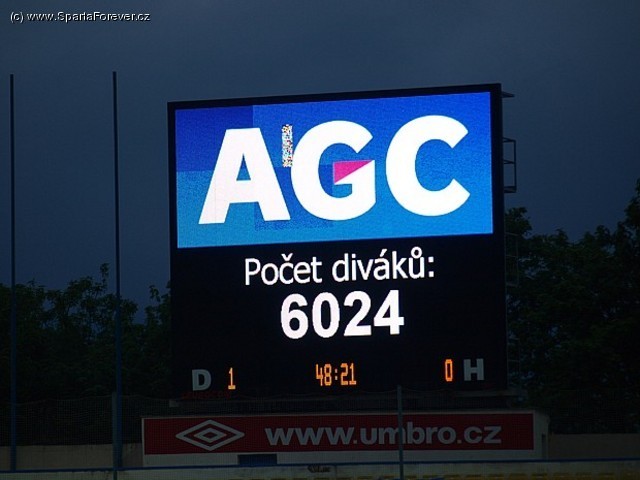 (c) www.SpartaForever.cz
AGC
Počet diváků:
6024
D 1 48:21 0 H
www.umbro.cz